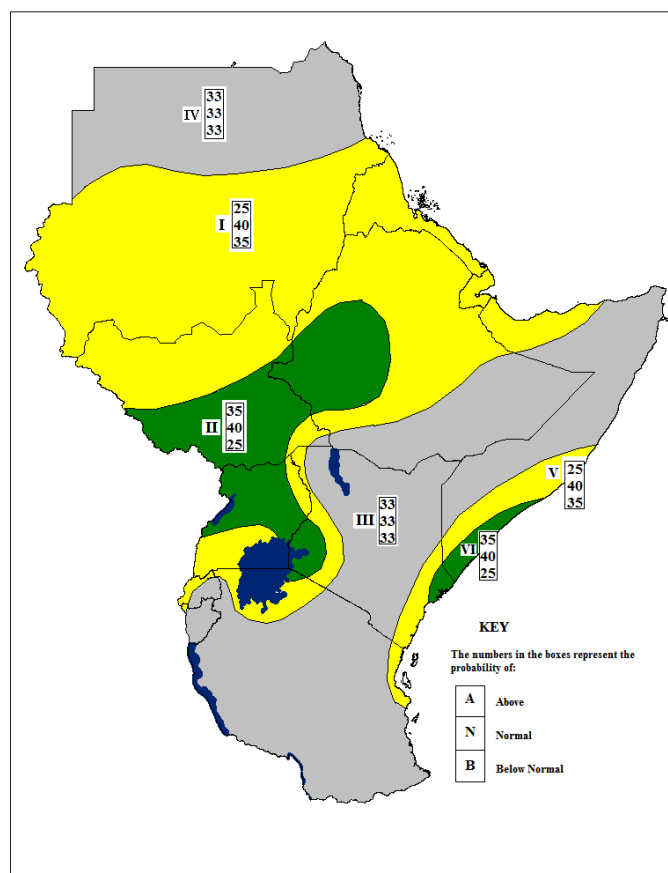 IV
33
33
33
I
25
40
35
II
35
40
25
III
33
33
33
V
25
40
35
VI
35
40
25
KEY
The numbers in the boxes represent the
probability of:
A Above
N Normal
B Below Normal